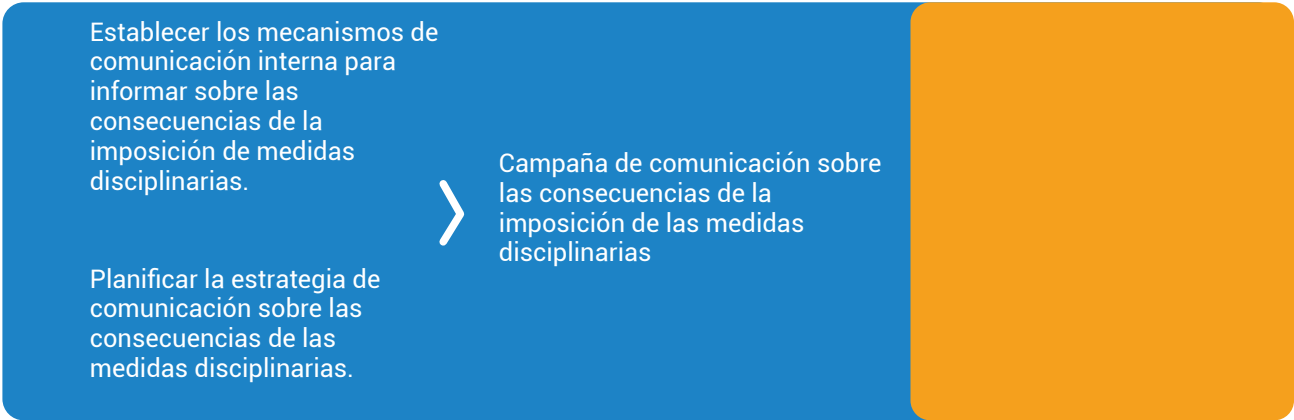 Establecer los mecanismos de
comunicación interna para
informar sobre las
consecuencias de la
imposición de medidas
disciplinarias.
Planificar la estrategia de
comunicación sobre las
consecuencias de las
medidas disciplinarias.
Campaña de comunicación sobre
las consecuencias de la
imposición de las medidas
disciplinarias